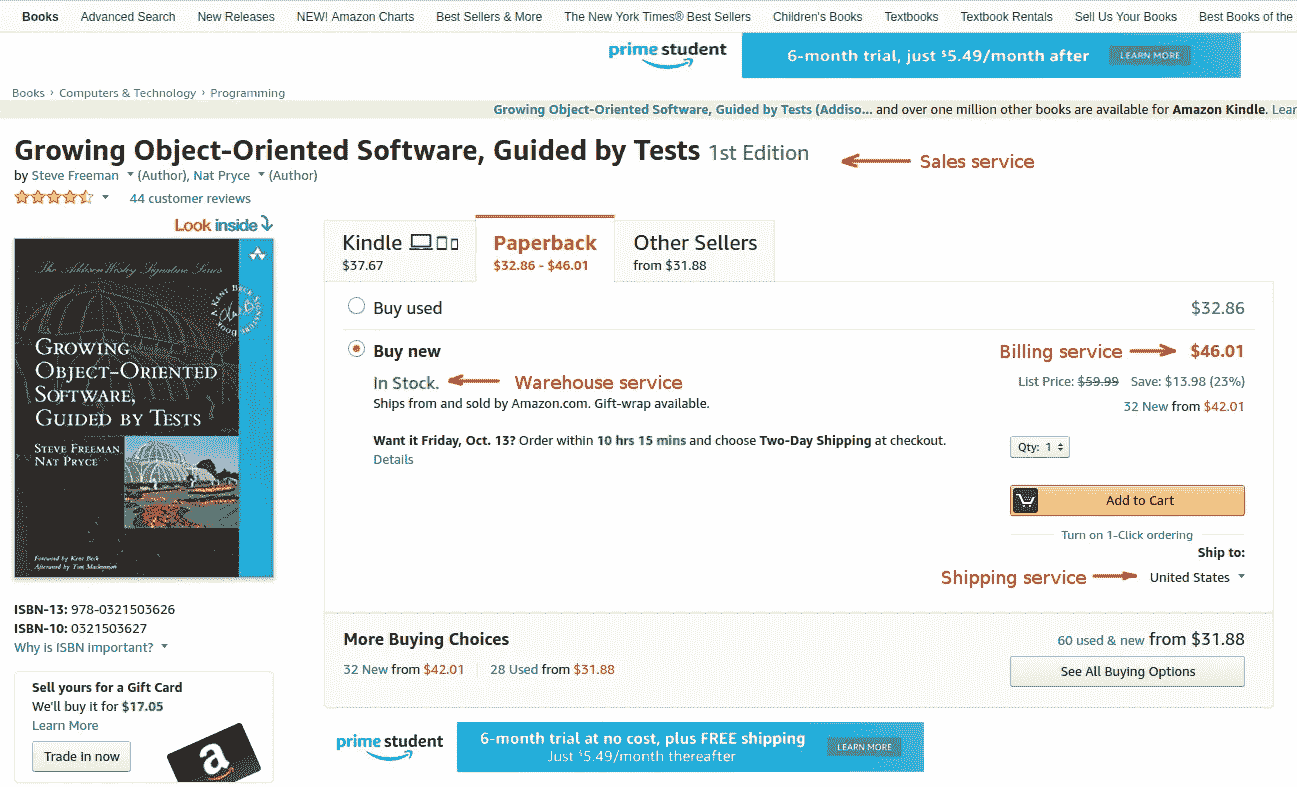 Books Advanced Search New Releases NEW! Amazon Charts Best Sellers & More The New York Times® Best Sellers Children's Books Textbooks Textbook Rentals Sell Us Your Books Best Books of the
prime student 6-month trial, just $5.49/month after LEARN MORE
Books › Computers & Technology › Programming
Growing Object-Oriented Software, Guided by Tests (Addiso... and over one million other books are available for Amazon Kindle. Lear
Growing Object-Oriented Software, Guided by Tests 1st Edition Sales service
by Steve Freeman (Author), Nat Pryce (Author)
44 customer reviews
Look inside
The Addison-Wesley Signature Series
A KENT BECK SIGNATURE BOOK
GROWING
OBJECT-ORIENTED
SOFTWARE,
GUIDED BY TESTS
STEVE FREEMAN
NAT PRYCE
Foreword by Kent Beck
Afterword by Tim Mackinnon
Kindle Paperback Other Sellers
$37.67 $32.86 - $46.01 from $31.88
Buy used $32.86
Buy new Billing service $46.01
In Stock. Warehouse service List Price: $59.99 Save: $13.98 (23%)
Ships from and sold by Amazon.com. Gift-wrap available. 32 New from $42.01
Want it Friday, Oct. 13? Order within 10 hrs 15 mins and choose Two-Day Shipping at checkout. Qty: 1
Details
Add to Cart
Turn on 1-Click ordering
Ship to:
Shipping service United States
ISBN-13: 978-0321503626
ISBN-10: 0321503627
Why is ISBN important?
More Buying Choices 60 used & new from $31.88
32 New from $42.01 28 Used from $31.88 See All Buying Options
Sell yours for a Gift Card
We'll buy it for $17.05
Learn More
Trade in now
a
prime student 6-month trial at no cost, plus FREE shipping LEARN MORE
Just $5.49/month thereafter